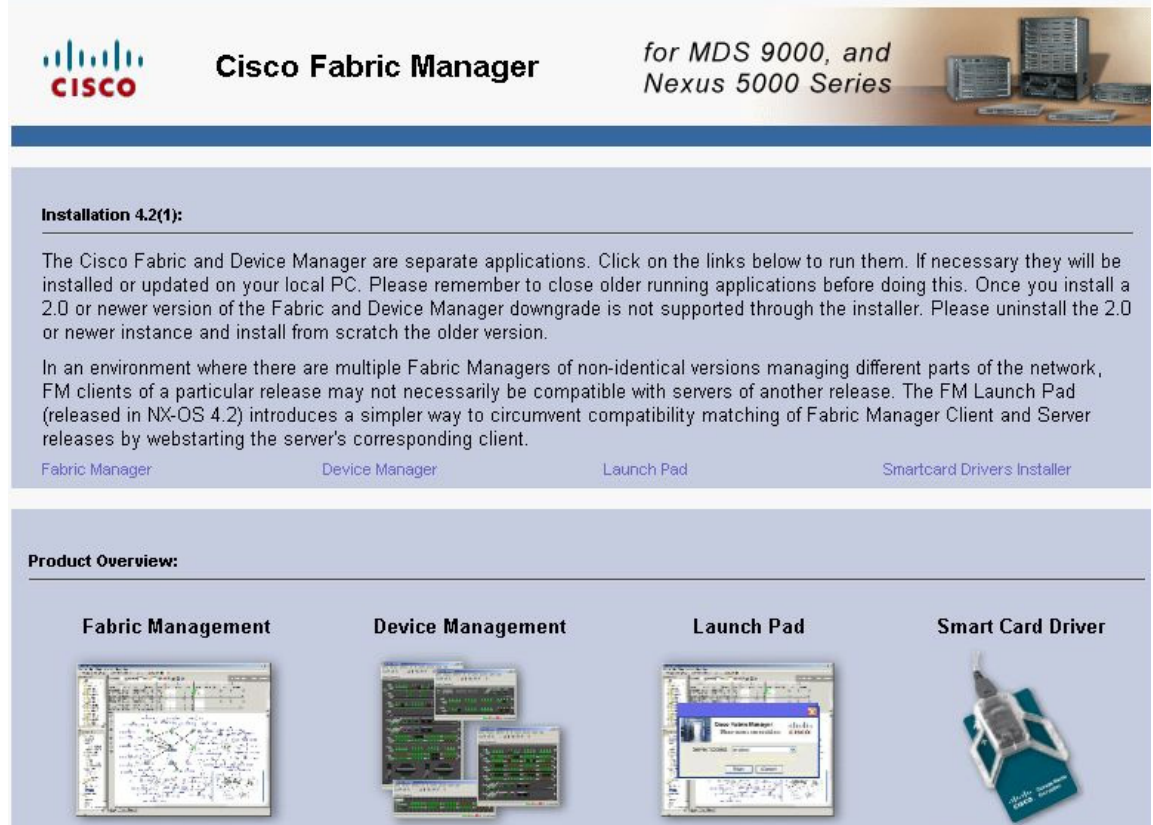 CISCO
Cisco Fabric Manager
for MDS 9000, and
Nexus 5000 Series
Installation 4.2(1):
The Cisco Fabric and Device Manager are separate applications. Click on the links below to run them. If necessary they will be
installed or updated on your local PC. Please remember to close older running applications before doing this. Once you install a
2.0 or newer version of the Fabric and Device Manager downgrade is not supported through the installer. Please uninstall the 2.0
or newer instance and install from scratch the older version.
In an environment where there are multiple Fabric Managers of non-identical versions managing different parts of the network,
FM clients of a particular release may not necessarily be compatible with servers of another release. The FM Launch Pad
(released in NX-OS 4.2) introduces a simpler way to circumvent compatibility matching of Fabric Manager Client and Server
releases by webstarting the server's corresponding client.
Fabric Manager Device Manager Launch Pad Smartcard Drivers Installer
Product Overview:
Fabric Management Device Management Launch Pad Smart Card Driver
Cisco Fabric Manager
CISCO
CISCO